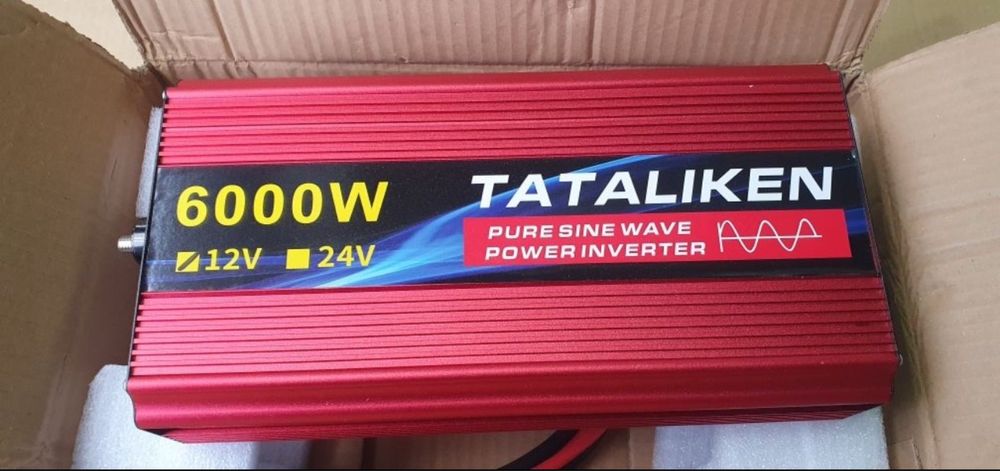 6000W
12V 24V
TATALIKEN
PURE SINE WAVE
POWER INVERTER